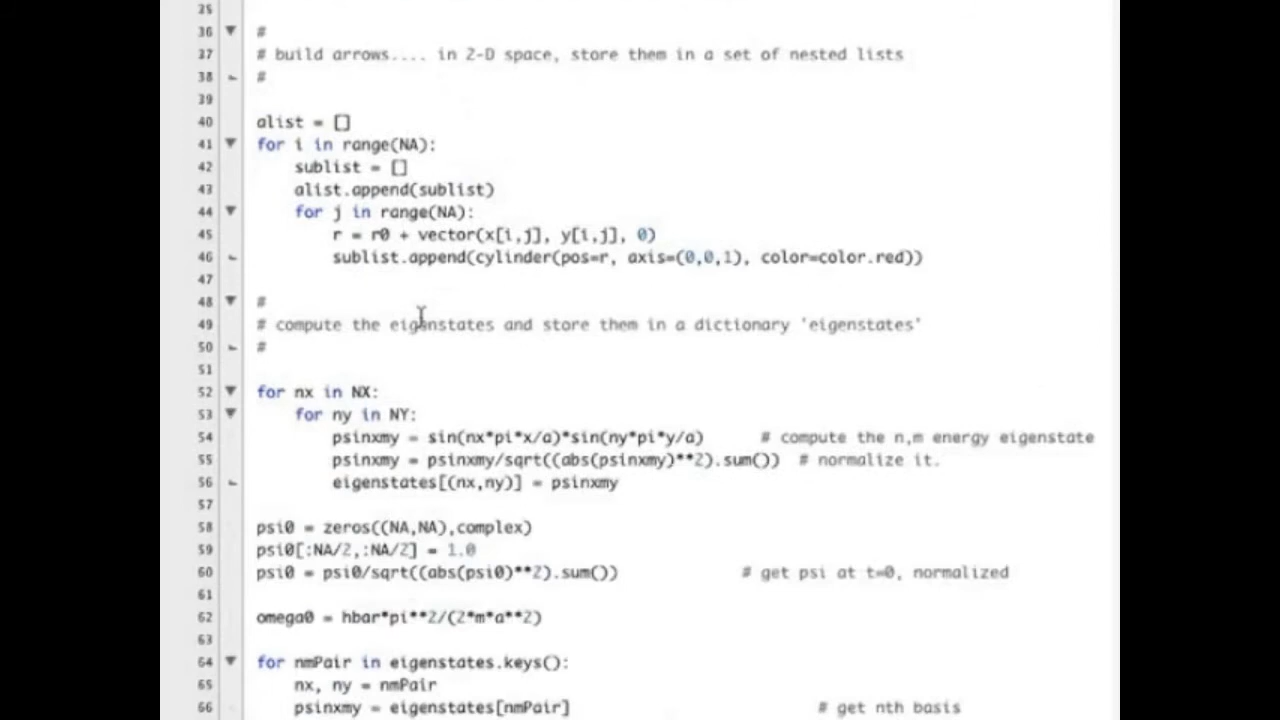 35
36 #
37 # build arrows.... in 2-D space, store them in a set of nested lists
38 #
39
40 alist = []
41 for i in range(NA):
42 sublist = []
43 alist.append(sublist)
44 for j in range(NA):
45 r = r0 + vector(x[i,j], y[i,j], 0)
46 sublist.append(cylinder(pos=r, axis=(0,0,1), color=color.red))
47
48 #
49 # compute the eigenstates and store them in a dictionary 'eigenstates'
50 #
51
52 for nx in NX:
53 for ny in NY:
54 psinxmy = sin(nx*pi*x/a)*sin(ny*pi*y/a) # compute the n,m energy eigenstate
55 psinxmy = psinxmy/sqrt((abs(psinxmy)**2).sum()) # normalize it.
56 eigenstates[(nx,ny)] = psinxmy
57
58 psi0 = zeros((NA,NA),complex)
59 psi0[:NA/2,:NA/2] = 1.0
60 psi0 = psi0/sqrt((abs(psi0)**2).sum()) # get psi at t=0, normalized
61
62 omega0 = hbar*pi**2/(2*m*a**2)
63
64 for nmPair in eigenstates.keys():
65 nx, ny = nmPair
66 psinxmy = eigenstates[nmPair] # get nth basis